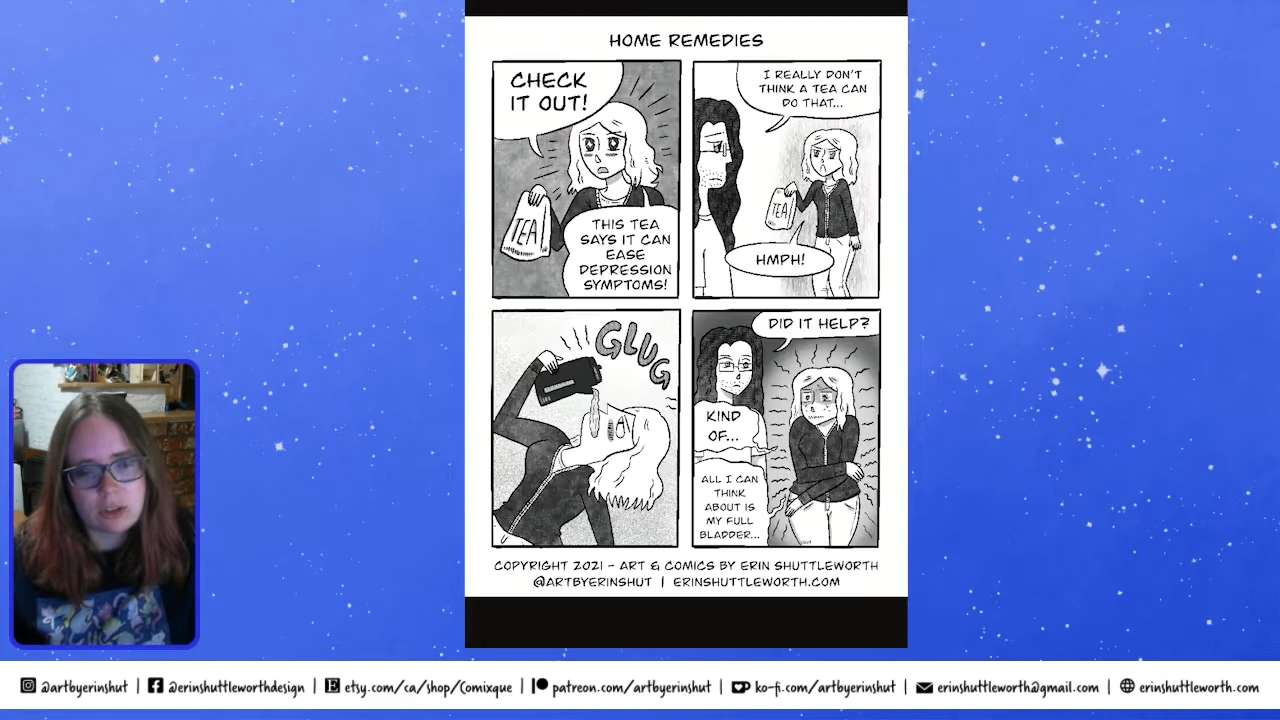 HOME REMEDIES
CHECK
IT OUT!
TEA
THIS TEA
SAYS IT CAN
EASE
DEPRESSION
SYMPTOMS!
I REALLY DON'T
THINK A TEA CAN
DO THAT...
TEA
HMPH!
GLUG
DID IT HELP?
KIND
OF...
ALL I CAN
THINK
ABOUT IS
MY FULL
BLADDER...
COPYRIGHT 2021 - ART & COMICS BY ERIN SHUTTLEWORTH
@ARTBYERINSHUT | ERINSHUTTLEWORTH.COM
@artbyerinshut | @erinshuttleworthdesign | etsy.com/ca/shop/Comixque | patreon.com/artbyerinshut | ko-fi.com/artbyerinshut | erinshuttleworth@gmail.com | erinshuttleworth.com